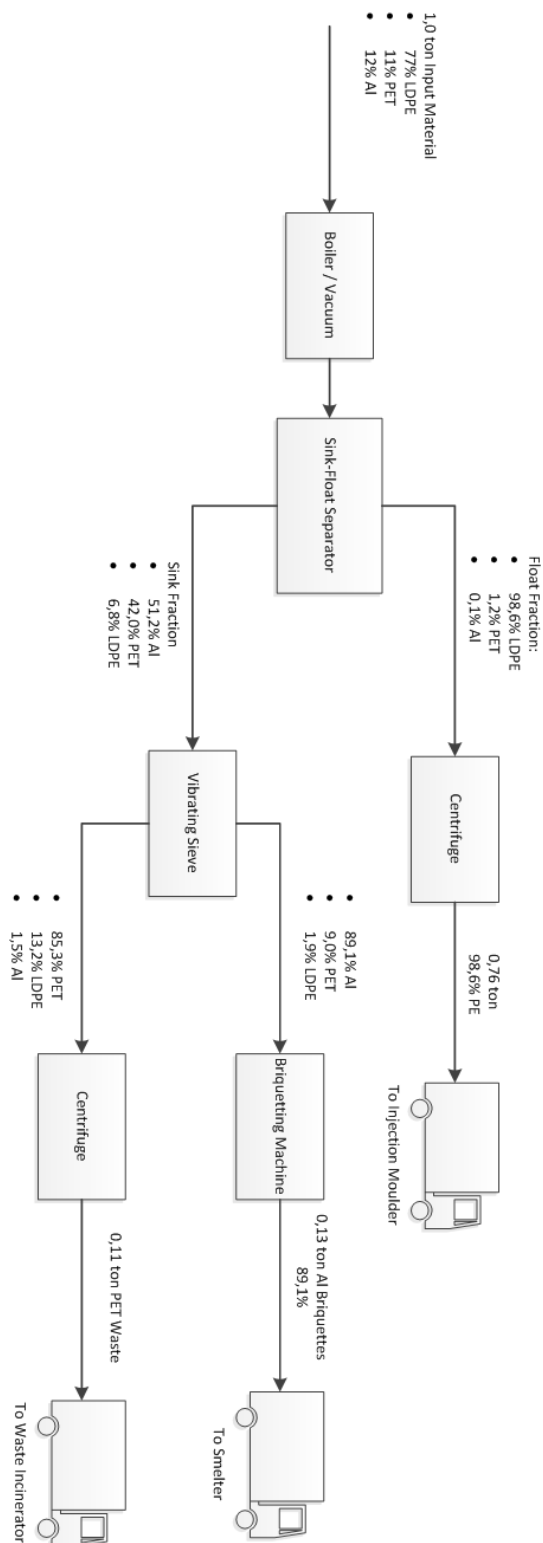 1,0 ton Input Material
• 77% LDPE
• 11% PET
• 12% Al
Boiler / Vacuum
Sink-Float Separator
Float Fraction:
• 98,6% LDPE
• 1,2% PET
• 0,1% Al
Centrifuge
0,76 ton
98,6% PE
To Injection Moulder
Sink Fraction
• 51,2% Al
• 42,0% PET
• 6,8% LDPE
Vibrating Sieve
• 89,1% Al
• 9,0% PET
• 1,9% LDPE
Briquetting Machine
0,13 ton Al Briquettes
89,1%
To Smelter
• 85,3% PET
• 13,2% LDPE
• 1,5% Al
Centrifuge
0,11 ton PET Waste
To Waste Incinerator